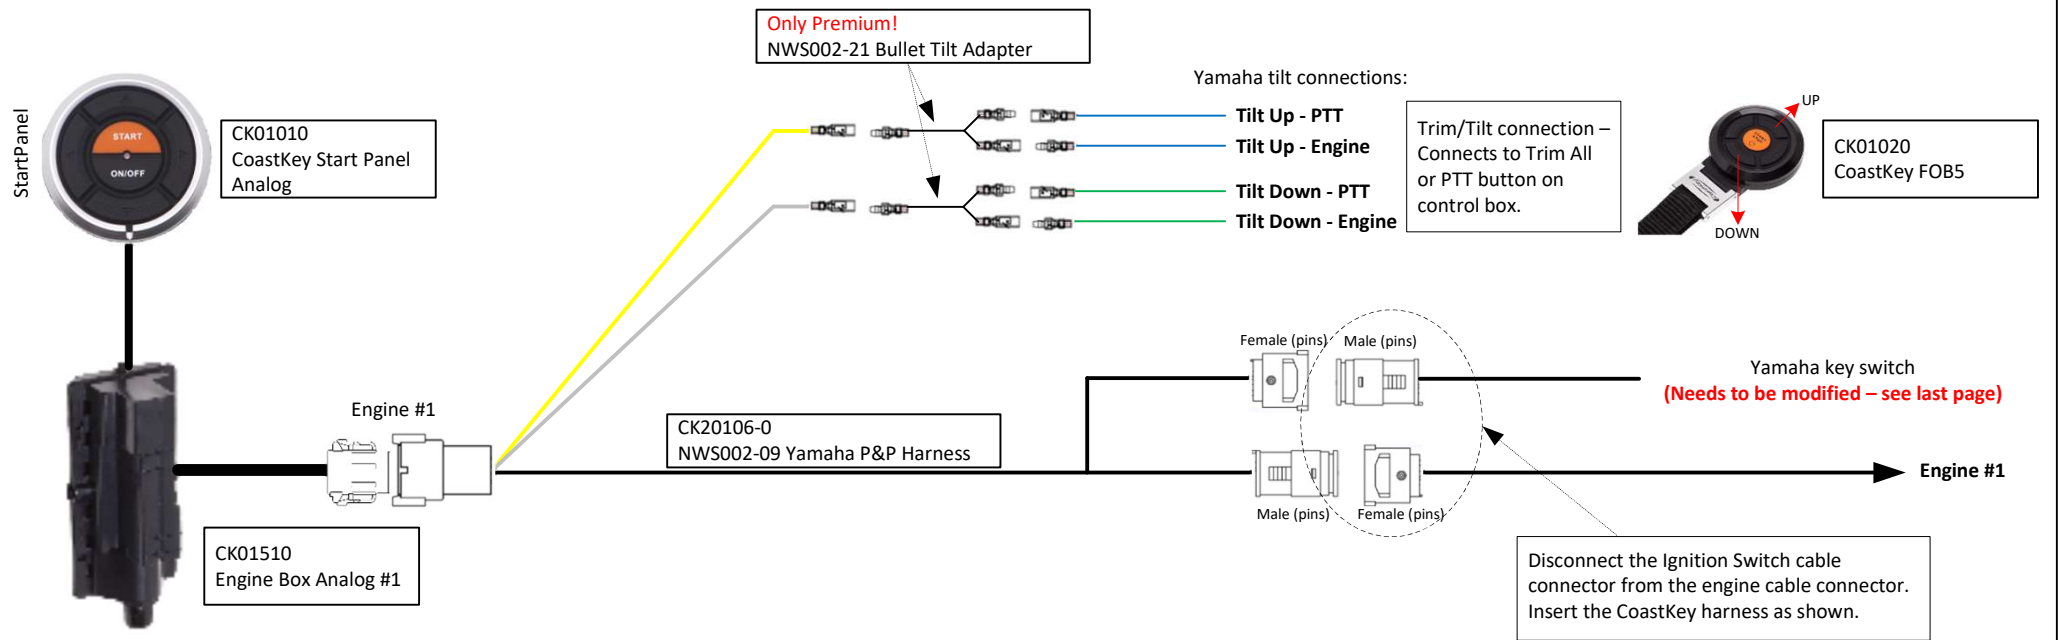 Only Premium!
NWS002-21 Bullet Tilt Adapter
Yamaha tilt connections:
Tilt Up - PTT
Tilt Up - Engine
Tilt Down - PTT
Tilt Down - Engine
Trim/Tilt connection –
Connects to Trim All
or PTT button on
control box.
UP
DOWN
CK01020
CoastKey FOB5
StartPanel
START
ON/OFF
CK01010
CoastKey Start Panel
Analog
Engine #1
CK20106-0
NWS002-09 Yamaha P&P Harness
Female (pins)
Male (pins)
Yamaha key switch
(Needs to be modified – see last page)
Engine #1
Male (pins)
Female (pins)
CK01510
Engine Box Analog #1
Disconnect the Ignition Switch cable
connector from the engine cable connector.
Insert the CoastKey harness as shown.